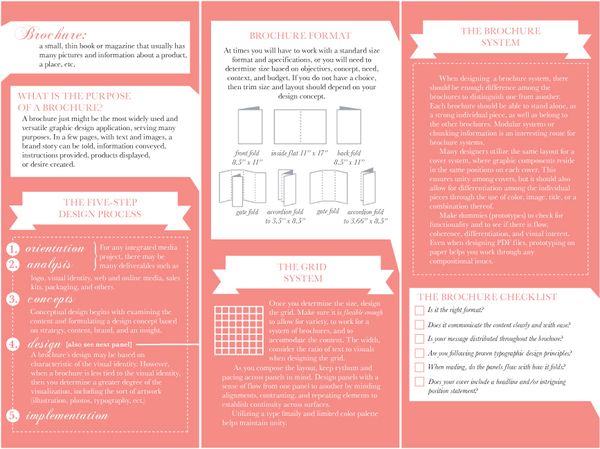 Brochure:
a small, thin book or magazine that usually has
many pictures and information about a product,
a place, etc.
WHAT IS THE PURPOSE
OF A BROCHURE?
A brochure just might be the most widely used and
versatile graphic design application, serving many
purposes. In a few pages, with text and images, a
brand story can be told, information conveyed,
instructions provided, products displayed,
or desire created.
THE FIVE-STEP
DESIGN PROCESS
1. orientation
2. analysis
For any integrated media
project, there may be
many deliverables such as
logo, visual identity, web and online media, sales
kits, packaging, and others.
3. concepts
Conceptual design begins with examining the
content and formulating a design concept based
on strategy, content, brand, and an insight.
4. design [also see next panel]
A brochure's design may be based on
characteristic of the visual identity. However,
when a brochure is less tied to the visual identity,
then you determine a greater degree of the
visualization, including the sort of artwork
(illustration, photos, typography, ect.)
5. implementation
BROCHURE FORMAT
At times you will have to work with a standard size
format and specifications, or you will need to
determine size based on objectives, concept, need,
context, and budget. If you do not have a choice,
then trim size and layout should depend on your
design concept.
front fold
8.5" x 11"
inside flat 11" x 17"
back fold
8.5" x 11"
gate fold
accordion fold
to 5.5" x 8.5"
gate fold
accordion fold
to 3.66" x 8.5"
THE GRID
SYSTEM
Once you determine the size, design
the grid. Make sure it is flexible enough
to allow for variety, to work for a
system of brochures, and to
accomodate the content. The width,
consider the ratio of text to visuals
when designing the grid.
As you compose the layout, keep rythum and
pacing across panel in mind. Design panels with a
sense of flow from one panel to another by minding
alignments, contranting, and repeating elements to
establish continuity across surfaces.
Utilizing a type fmaily and limited color palette
helps maintain unity.
THE BROCHURE
SYSTEM
When designing a brochure system, there
should be enough difference among the
brochures to distinguish one from another.
Each brochure should be able to stand alone, as
a strong individual piece, as well as belong to
the other brochures. Modular systems or
chunking information is an interesting route for
brochure systems.
Many designers utilize the same layout for a
cover system, where graphic components reside
in the same positions on each cover. This
ensures unity among covers, but it should also
allow for differentiation among the individual
pieces through the use of color, image, title, or a
combination thereof.
Make dummies (prototypes) to check for
functionality and to see if there is flow,
coherence, differentiation, and visual interest.
Even when designing PDF files, prototyping on
paper helps you work through any
compositional issues.
THE BROCHURE CHECKLIST
Is it the right format?
Does it communicate the content clearly and with ease?
Is your message distributed throughout the brochure?
Are you following proven typographic design principles?
When reading, do the panels flow with how it folds?
Does your cover include a headline and/or intriguing
position statement?